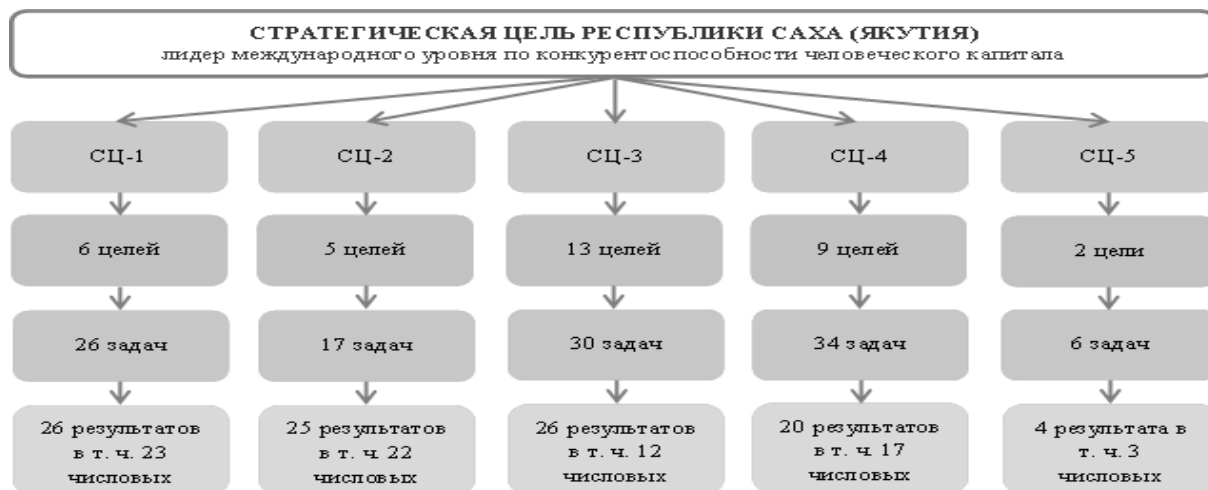 СТРАТЕГИЧЕСКАЯ ЦЕЛЬ РЕСПУБЛИКИ САХА (ЯКУТИЯ)
лидер международного уровня по конкурентоспособности человеческого капитала
СЦ-1
СЦ-2
СЦ-3
СЦ-4
СЦ-5
6 целей
5 целей
13 целей
9 целей
2 цели
26 задач
17 задач
30 задач
34 задач
6 задач
26 результатов
в т. ч. 23
числовых
25 результатов
в т. ч. 22
числовых
26 результатов
в т. ч. 12
числовых
20 результатов
в т. ч. 17
числовых
4 результата в
т. ч. 3
числовых